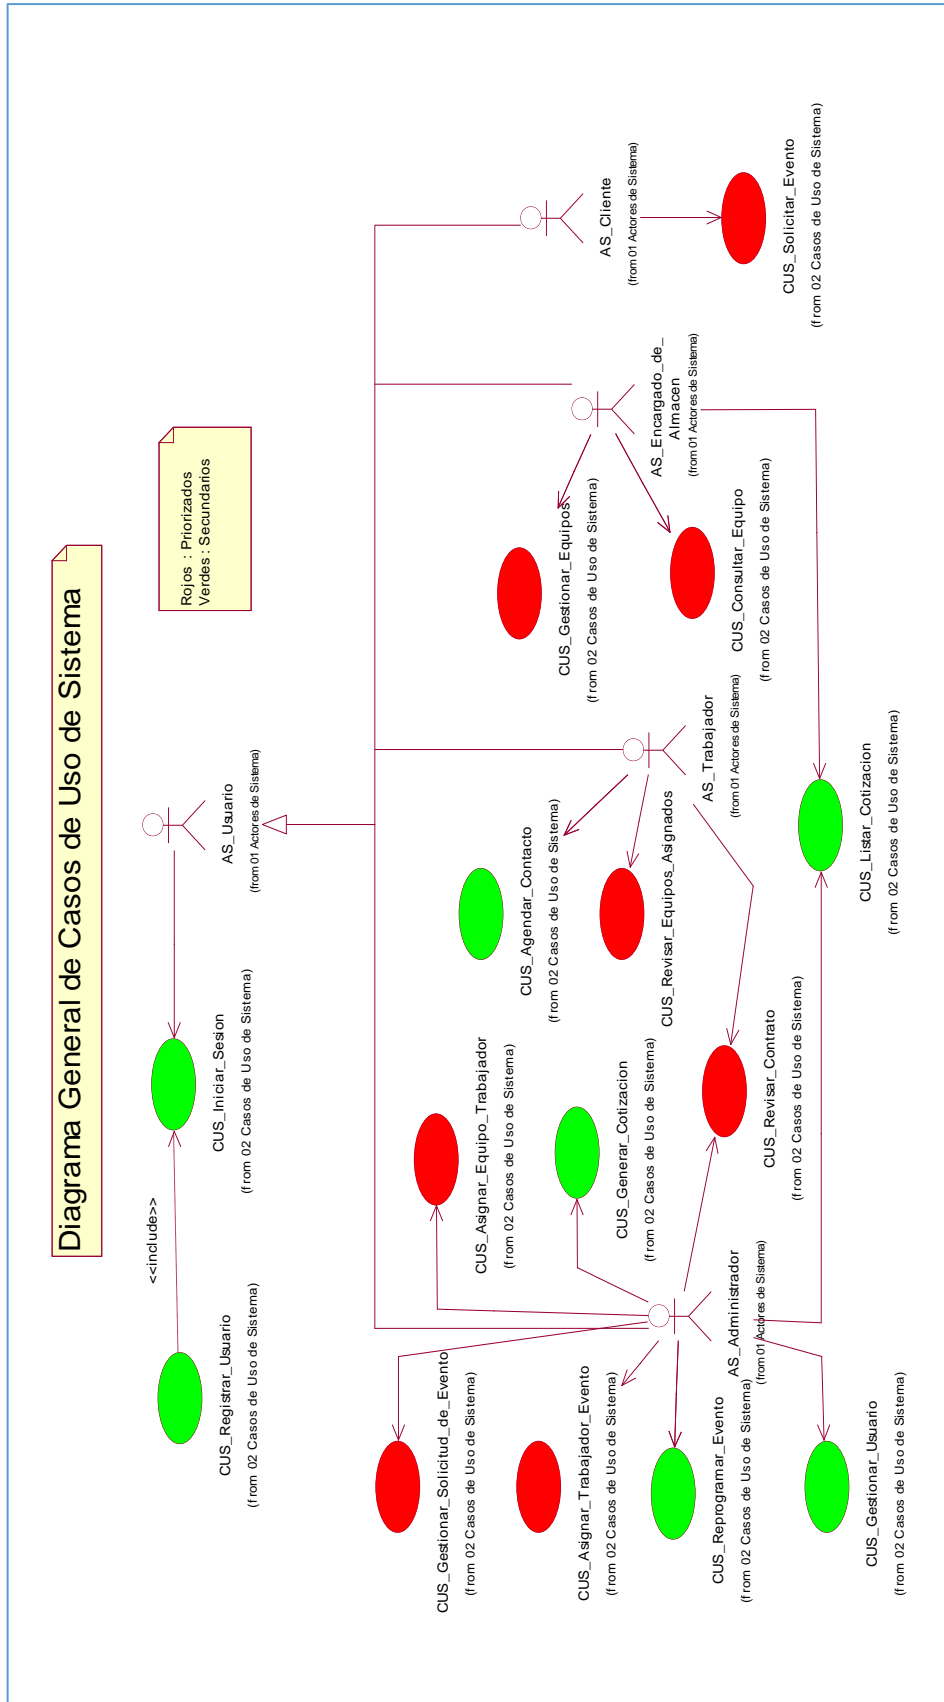 Diagrama General de Casos de Uso de Sistema
Rojos : Priorizados
Verdes : Secundarios
<<include>>
CUS_Registrar_Usuario
(from 02 Casos de Uso de Sistema)
CUS_Iniciar_Sesion
(from 02 Casos de Uso de Sistema)
AS_Usuario
(from 01 Actores de Sistema)
CUS_Gestionar_Solicitud_de_Evento
(from 02 Casos de Uso de Sistema)
CUS_Asignar_Equipo_Trabajador
(from 02 Casos de Uso de Sistema)
CUS_Agendar_Contacto
(from 02 Casos de Uso de Sistema)
CUS_Gestionar_Equipos
(from 02 Casos de Uso de Sistema)
AS_Cliente
(from 01 Actores de Sistema)
CUS_Asignar_Trabajador_Evento
(from 02 Casos de Uso de Sistema)
CUS_Generar_Cotizacion
(from 02 Casos de Uso de Sistema)
CUS_Revisar_Equipos_Asignados
(from 02 Casos de Uso de Sistema)
AS_Encargado_de_
Almacen
(from 01 Actores de Sistema)
CUS_Reprogramar_Evento
(from 02 Casos de Uso de Sistema)
AS_Administrador
(from 01 Actores de Sistema)
CUS_Revisar_Contrato
(from 02 Casos de Uso de Sistema)
AS_Trabajador
(from 01 Actores de Sistema)
CUS_Consultar_Equipo
(from 02 Casos de Uso de Sistema)
CUS_Solicitar_Evento
(from 02 Casos de Uso de Sistema)
CUS_Gestionar_Usuario
(from 02 Casos de Uso de Sistema)
CUS_Listar_Cotizacion
(from 02 Casos de Uso de Sistema)